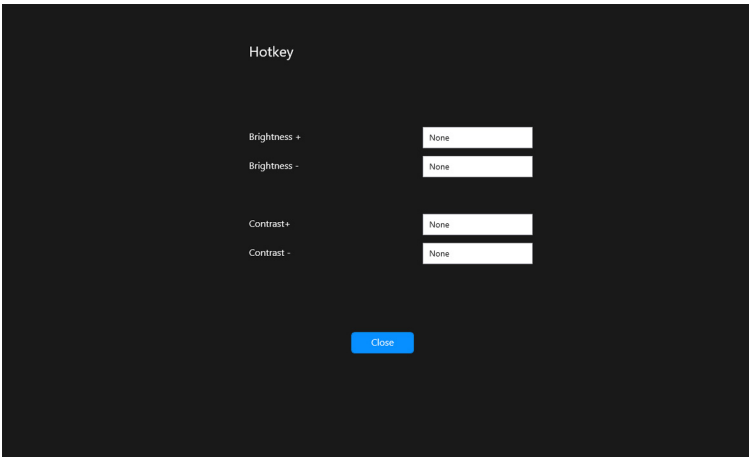 Hotkey
Brightness + None
Brightness - None
Contrast+ None
Contrast - None
Close